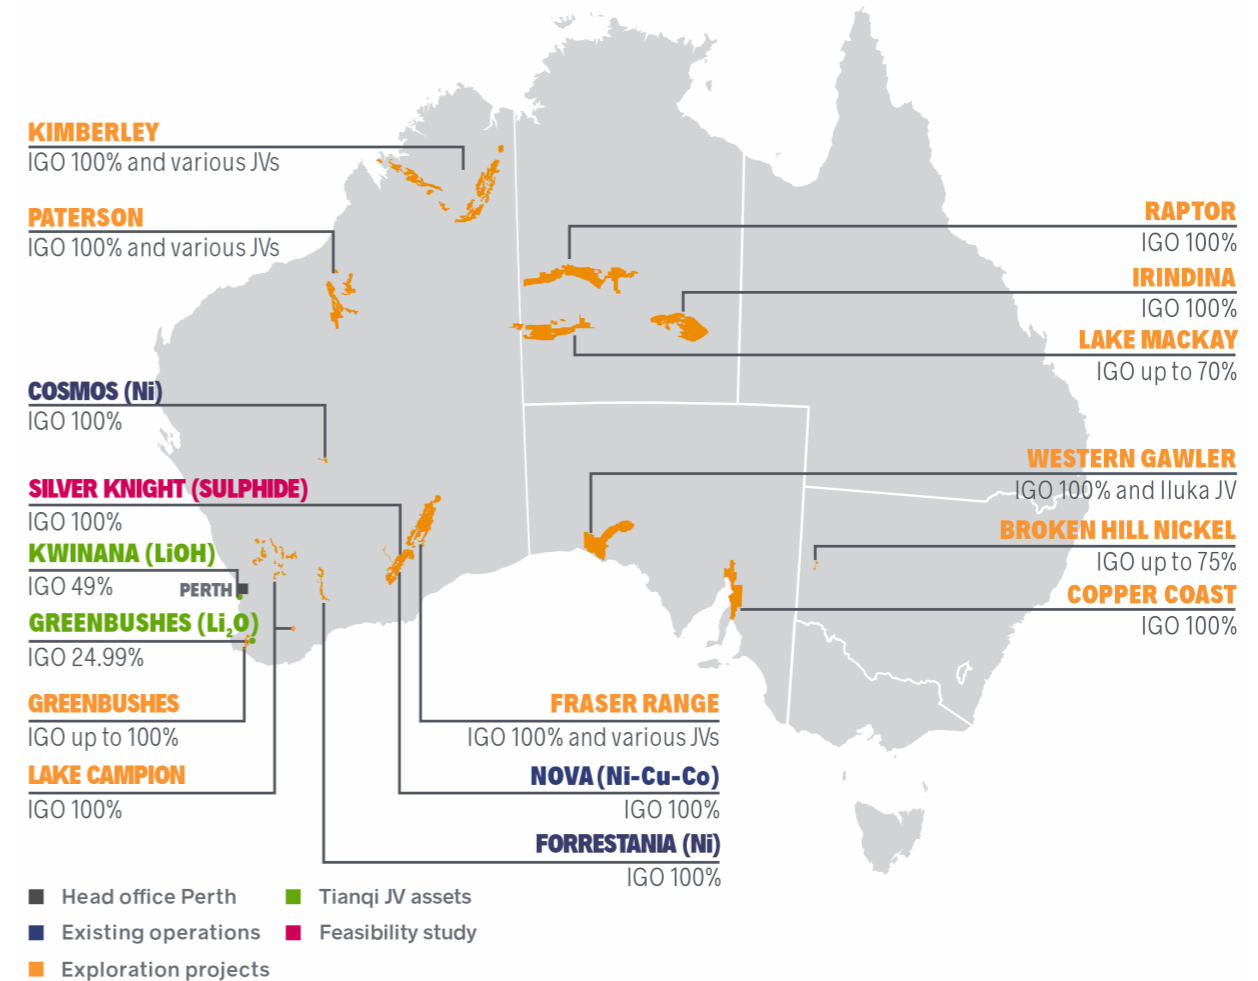 KIMBERLEY
IGO 100% and various JVs
PATERSON
IGO 100% and various JVs
COSMOS (Ni)
IGO 100%
SILVER KNIGHT (SULPHIDE)
IGO 100%
KWINANA (LiOH)
IGO 49%
PERTH
GREENBUSHES (Li₂O)
IGO 24.99%
GREENBUSHES
IGO up to 100%
LAKE CAMPION
IGO 100%
RAPTOR
IGO 100%
IRINDINA
IGO 100%
LAKE MACKAY
IGO up to 70%
WESTERN GAWLER
IGO 100% and Iluka JV
BROKEN HILL NICKEL
IGO up to 75%
COPPER COAST
IGO 100%
FRASER RANGE
IGO 100% and various JVs
NOVA (Ni-Cu-Co)
IGO 100%
FORRESTANIA (Ni)
IGO 100%
Head office Perth
Existing operations
Exploration projects
Tianqi JV assets
Feasibility study